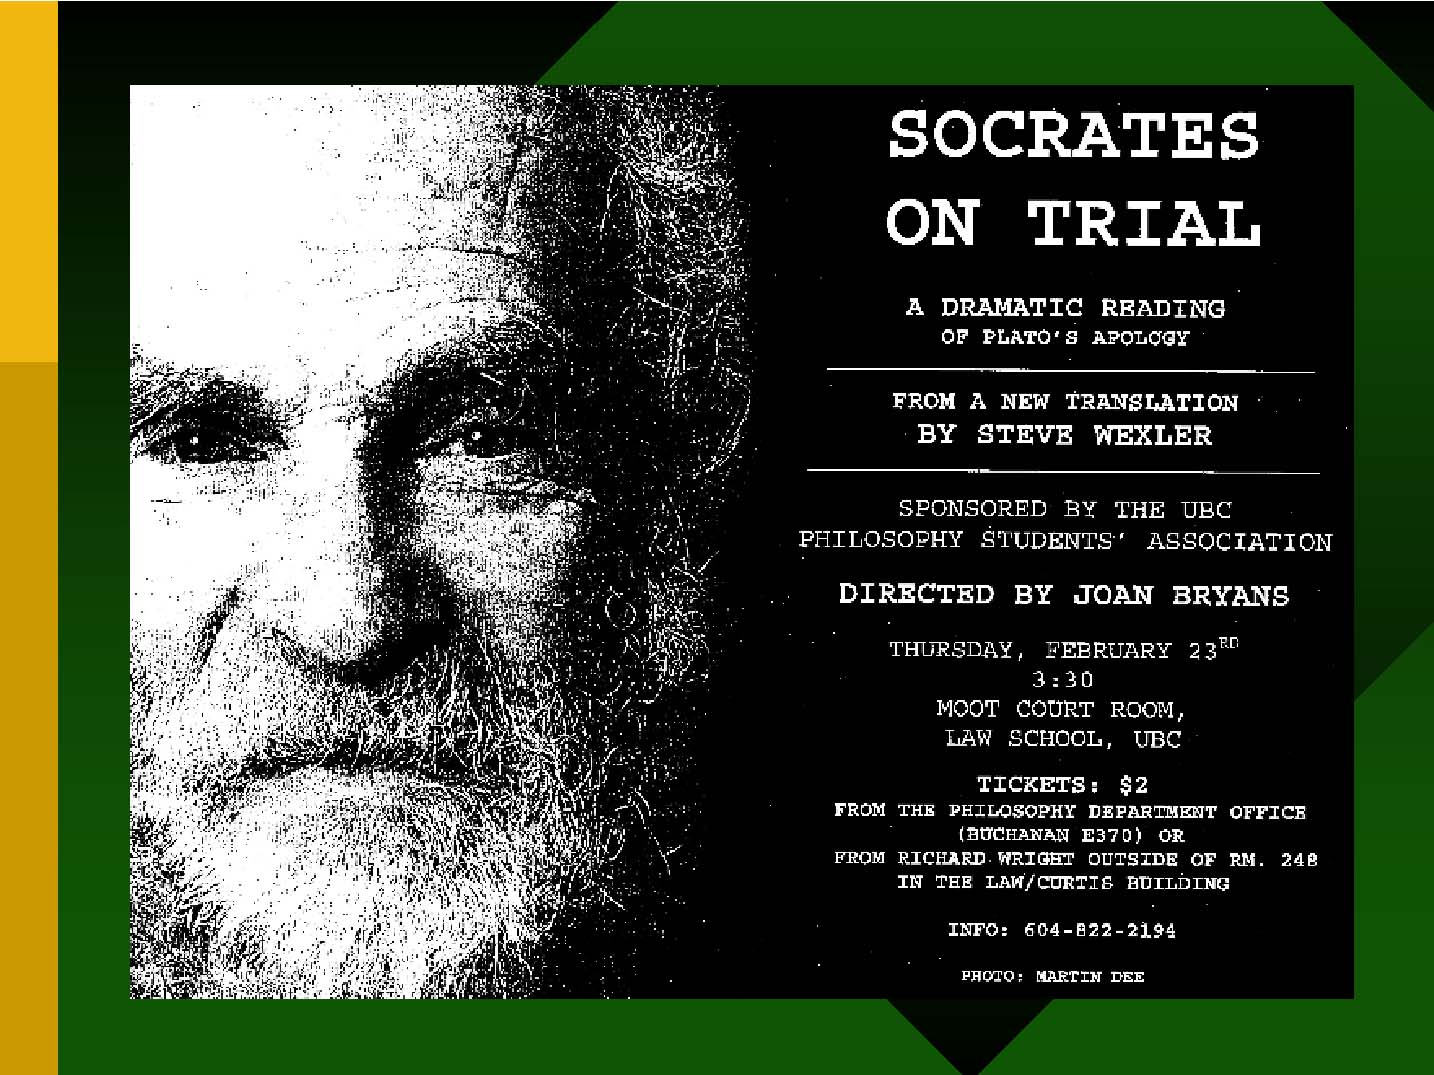 SOCRATES
ON TRIAL
A DRAMATIC READING
OF PLATO'S APOLOGY
FROM A NEW TRANSLATION
BY STEVE WEXLER
SPONSORED BY THE UBC
PHILOSOPHY STUDENTS' ASSOCIATION
DIRECTED BY JOAN BRYANS
THURSDAY, FEBRUARY 23RD
3:30
MOOT COURT ROOM,
LAW SCHOOL, UBC
TICKETS: $2
FROM THE PHILOSOPHY DEPARTMENT OFFICE
(BUCHANAN E370) OR
FROM RICHARD WRIGHT OUTSIDE OF RM. 248
IN THE LAW/CURTIS BUILDING
INFO: 604-822-2194
PHOTO: MARTIN DEE